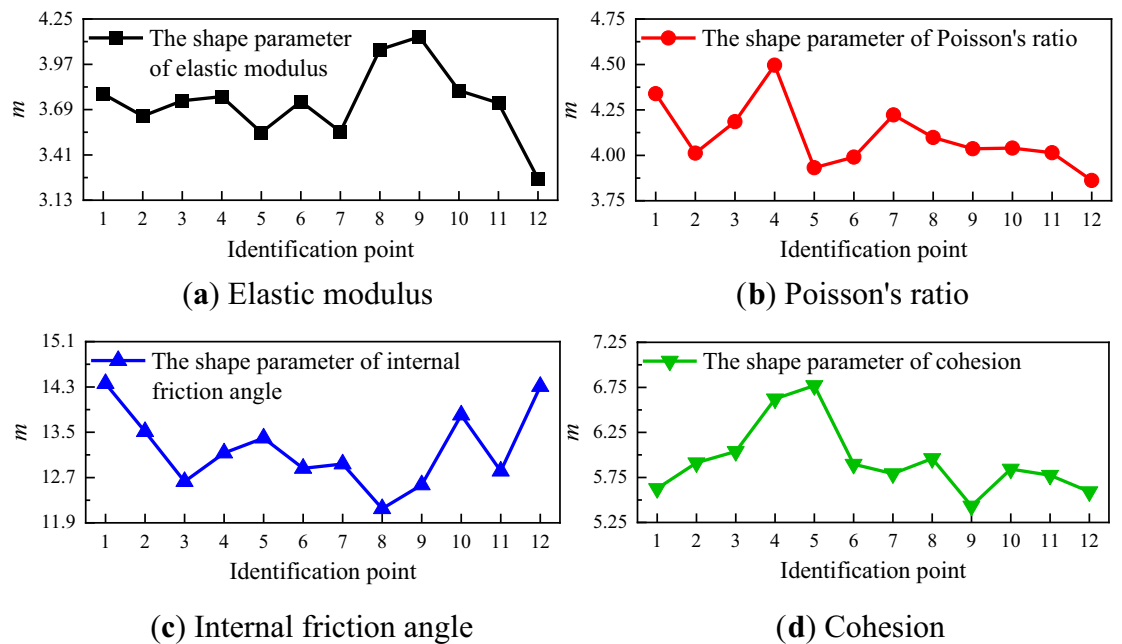 4.25
3.97
3.69
3.41
3.13
m
The shape parameter
of elastic modulus
1 2 3 4 5 6 7 8 9 10 11 12
Identification point
(a) Elastic modulus
4.75
4.50
4.25
4.00
3.75
m
The shape parameter of Poisson's ratio
1 2 3 4 5 6 7 8 9 10 11 12
Identification point
(b) Poisson's ratio
15.1
14.3
13.5
12.7
11.9
m
The shape parameter of internal
friction angle
1 2 3 4 5 6 7 8 9 10 11 12
Identification point
(c) Internal friction angle
7.25
6.75
6.25
5.75
5.25
m
The shape parameter of cohesion
1 2 3 4 5 6 7 8 9 10 11 12
Identification point
(d) Cohesion